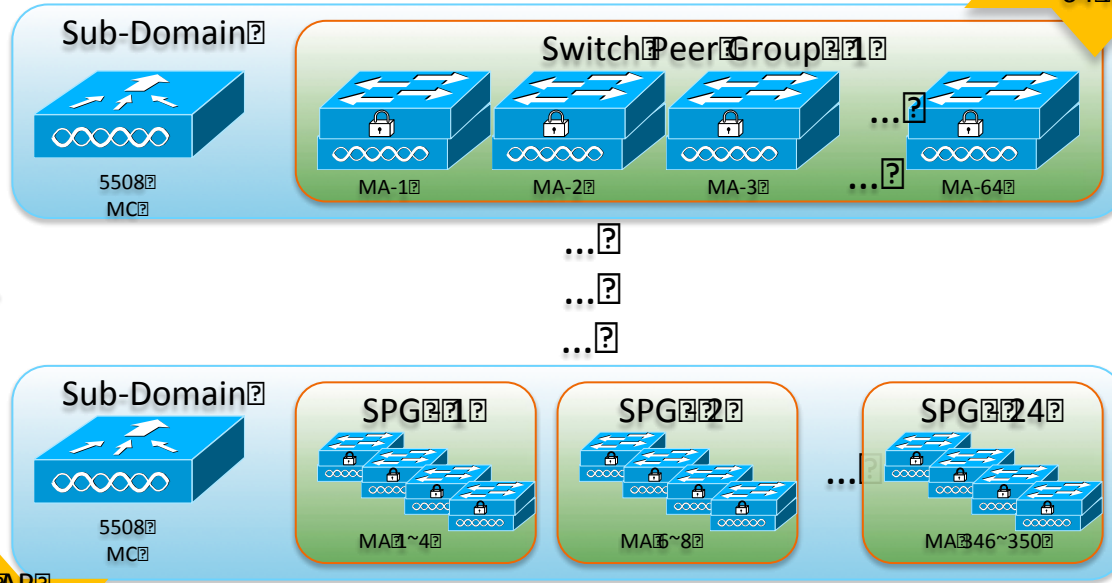 Sub-Domain
Switch Peer Group - 1
...
MA-1
MA-2
MA-3
...
MA-64
5508
MC
...
...
...
Sub-Domain
SPG - 1
SPG - 2
SPG - 24
...
5508
MC
MA 1~4
MA 6~8
MA 346~350
AP